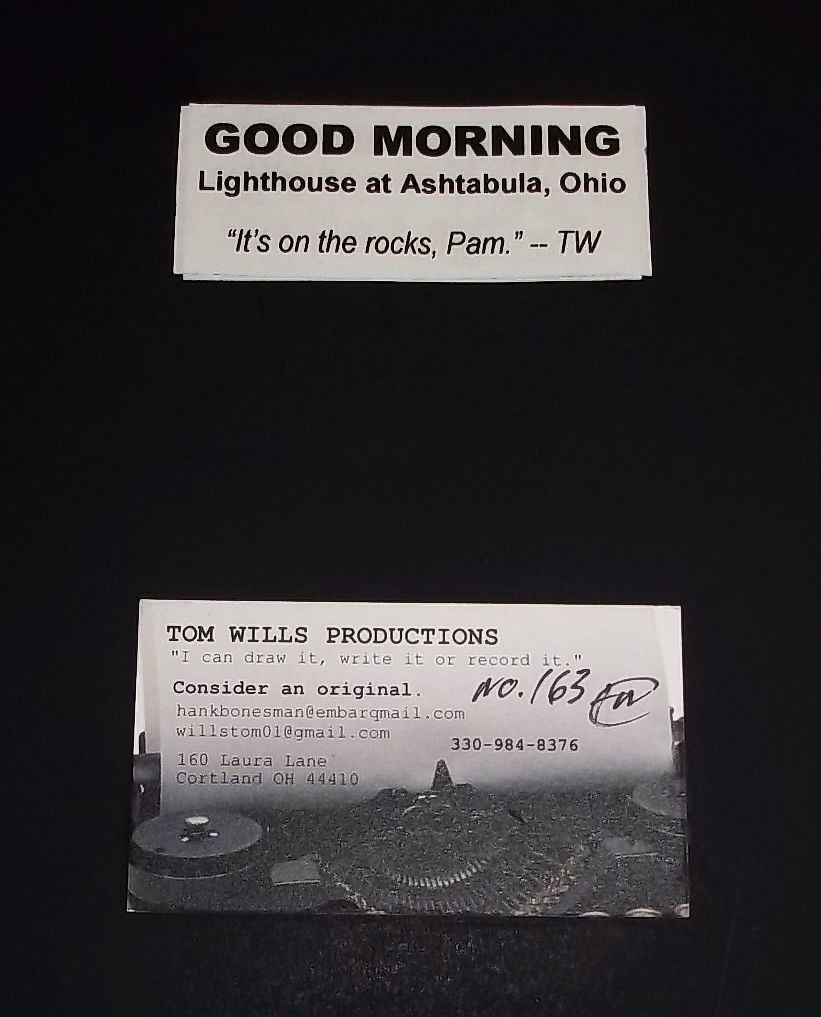 GOOD MORNING
Lighthouse at Ashtabula, Ohio
“It's on the rocks, Pam.” -- TW
TOM WILLS PRODUCTIONS
"I can draw it, write it or record it."
Consider an original.
NO. 163 TW
hankbonesman@embarqmail.com
willstom01@gmail.com
330-984-8376
160 Laura Lane
Cortland OH 44410